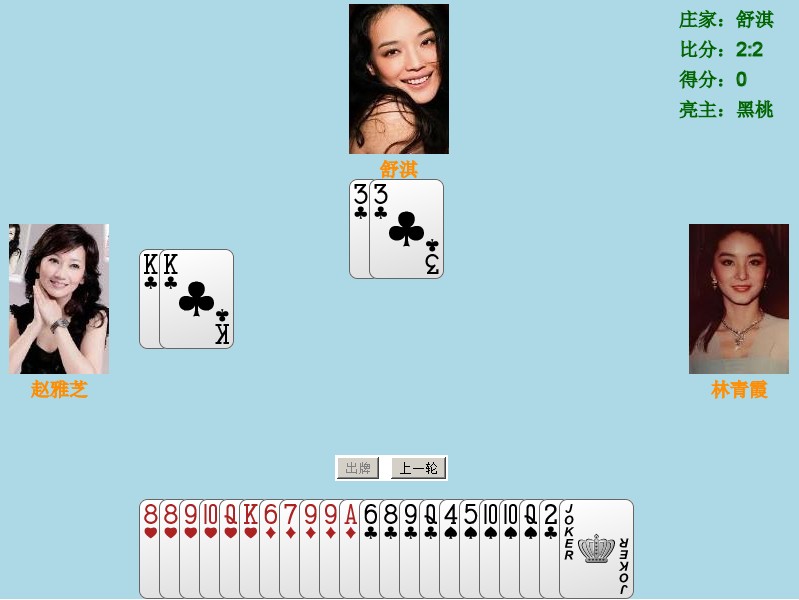 庄家：舒淇
比分：2:2
得分：0
亮主：黑桃
舒淇
3 3
3
K K
K
赵雅芝
林青霞
出牌 上一轮
8 8 9 10 Q K 6 7 9 9 A 6 8 9 Q 4 5 10 10 Q 2 JOKER
JOKER